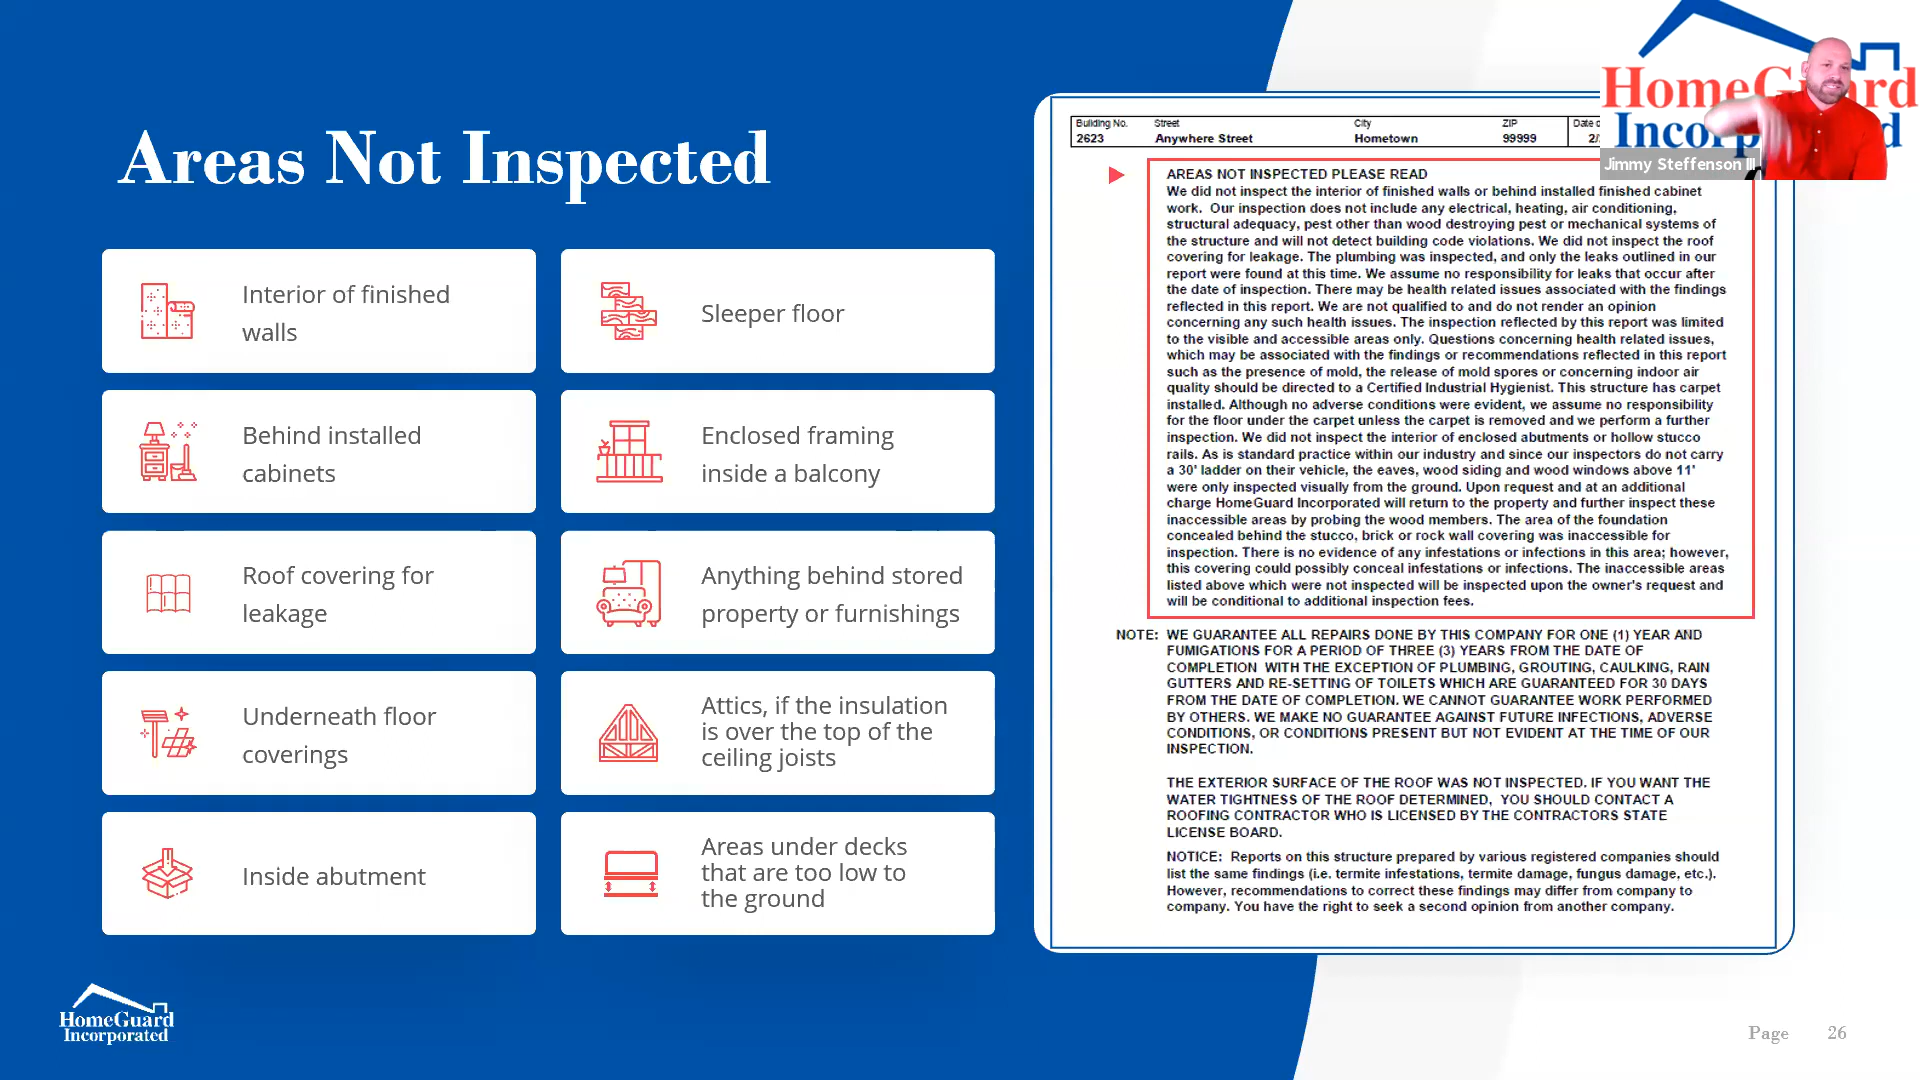 Areas Not Inspected
Interior of finished
walls
Sleeper floor
Behind installed
cabinets
Enclosed framing
inside a balcony
Roof covering for
leakage
Anything behind stored
property or furnishings
Underneath floor
coverings
Attics, if the insulation
is over the top of the
ceiling joists
Inside abutment
Areas under decks
that are too low to
the ground
HomeGuard
Incorporated
Building No. Street City ZIP
2623 Anywhere Street Hometown 99999
Jimmy Steffenson III
AREAS NOT INSPECTED PLEASE READ
We did not inspect the interior of finished walls or behind installed finished cabinet
work. Our inspection does not include any electrical, heating, air conditioning,
structural adequacy, pest other than wood destroying pest or mechanical systems of
the structure and will not detect building code violations. We did not inspect the roof
covering for leakage. The plumbing was inspected, and only the leaks outlined in our
report were found at this time. We assume no responsibility for leaks that occur after
the date of inspection. There may be health related issues associated with the findings
reflected in this report. We are not qualified to and do not render an opinion
concerning any such health issues. The inspection reflected by this report was limited
to the visible and accessible areas only. Questions concerning health related issues,
which may be associated with the findings or recommendations reflected in this report
such as the presence of mold, the release of mold spores or concerning indoor air
quality should be directed to a Certified Industrial Hygienist. This structure has carpet
installed. Although no adverse conditions were evident, we assume no responsibility
for the floor under the carpet unless the carpet is removed and we perform a further
inspection. We did not inspect the interior of enclosed abutments or hollow stucco
rails. As is standard practice within our industry and since our inspectors do not carry
a 30' ladder on their vehicle, the eaves, wood siding and wood windows above 11'
were only inspected visually from the ground. Upon request and at an additional
charge HomeGuard Incorporated will return to the property and further inspect these
inaccessible areas by probing the wood members. The area of the foundation
concealed behind the stucco, brick or rock wall covering was inaccessible for
inspection. There is no evidence of any infestations or infections in this area; however,
this covering could possibly conceal infestations or infections. The inaccessible areas
listed above which were not inspected will be inspected upon the owner's request and
will be conditional to additional inspection fees.
NOTE: WE GUARANTEE ALL REPAIRS DONE BY THIS COMPANY FOR ONE (1) YEAR AND
FUMIGATIONS FOR A PERIOD OF THREE (3) YEARS FROM THE DATE OF
COMPLETION WITH THE EXCEPTION OF PLUMBING, GROUTING, CAULKING, RAIN
GUTTERS AND RE-SETTING OF TOILETS WHICH ARE GUARANTEED FOR 30 DAYS
FROM THE DATE OF COMPLETION. WE CANNOT GUARANTEE WORK PERFORMED
BY OTHERS. WE MAKE NO GUARANTEE AGAINST FUTURE INFECTIONS, ADVERSE
CONDITIONS, OR CONDITIONS PRESENT BUT NOT EVIDENT AT THE TIME OF OUR
INSPECTION.
THE EXTERIOR SURFACE OF THE ROOF WAS NOT INSPECTED. IF YOU WANT THE
WATER TIGHTNESS OF THE ROOF DETERMINED, YOU SHOULD CONTACT A
ROOFING CONTRACTOR WHO IS LICENSED BY THE CONTRACTORS STATE
LICENSE BOARD.
NOTICE: Reports on this structure prepared by various registered companies should
list the same findings (i.e. termite infestations, termite damage, fungus damage, etc.).
However, recommendations to correct these findings may differ from company to
company. You have the right to seek a second opinion from another company.
Page 26